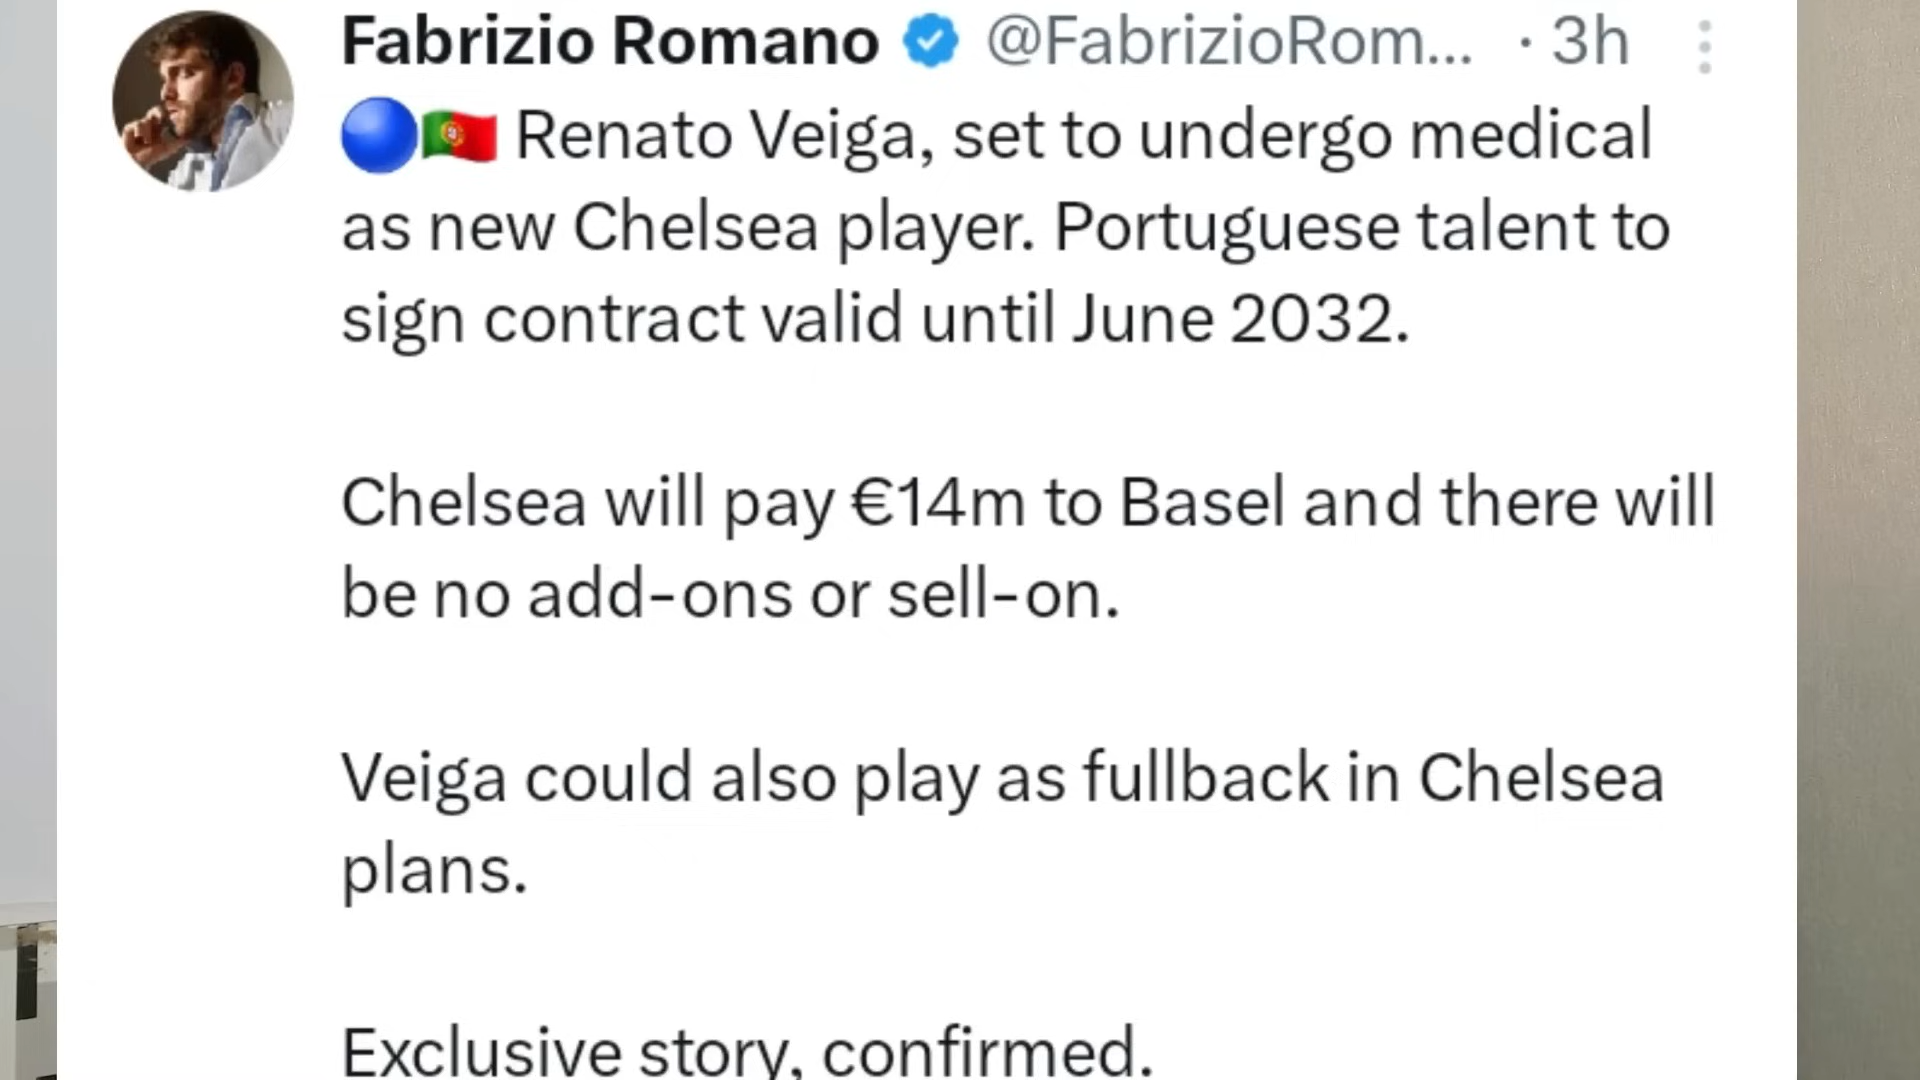 Fabrizio Romano @FabrizioRom... · 3h
🔵🇵🇹 Renato Veiga, set to undergo medical
as new Chelsea player. Portuguese talent to
sign contract valid until June 2032.
Chelsea will pay €14m to Basel and there will
be no add-ons or sell-on.
Veiga could also play as fullback in Chelsea
plans.
Exclusive story, confirmed.